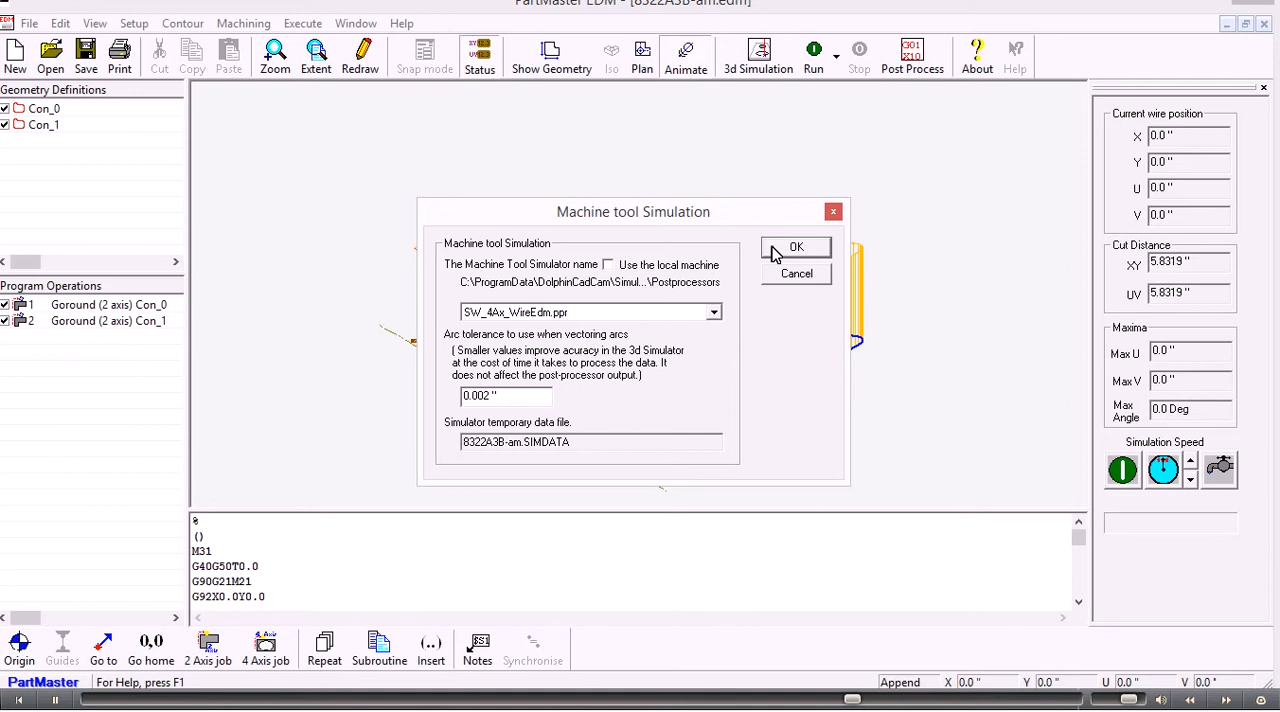 PartMaster EDM - [8322A3B-am.edm]
EDM File Edit View Setup Contour Machining Execute Window Help
New Open Save Print Cut Copy Paste Zoom Extent Redraw Snap mode Status Show Geometry Iso Plan Animate 3d Simulation Run Stop Post Process About Help
XY
UV
G01
X10
Geometry Definitions
Con_0
Con_1
Program Operations
1 Goround (2 axis) Con_0
2 Goround (2 axis) Con_1
Machine tool Simulation
Machine tool Simulation
The Machine Tool Simulator name Use the local machine
C:\ProgramData\DolphinCadCam\Simul...\Postprocessors
SW_4Ax_WireEdm.ppr
Arc tolerance to use when vectoring arcs
( Smaller values improve acuracy in the 3d Simulator
at the cost of time it takes to process the data. It
does not affect the post-processor output.)
0.002 "
Simulator temporary data file.
8322A3B-am.SIMDATA
OK
Cancel
Current wire position
X 0.0 "
Y 0.0 "
U 0.0 "
V 0.0 "
Cut Distance
XY 5.8319 "
UV 5.8319 "
Maxima
Max U 0.0 "
Max V 0.0 "
Max
Angle 0.0 Deg
Simulation Speed
%
()
M31
G40G50T0.0
G90G21M21
G92X0.0Y0.0
0,0
4 Axis
(..)
S1
Origin Guides Go to Go home 2 Axis job 4 Axis job Repeat Subroutine Insert Notes Synchronise
PartMaster For Help, press F1 Append X 0.0 " Y 0.0 " U 0.0 " V 0.0 '